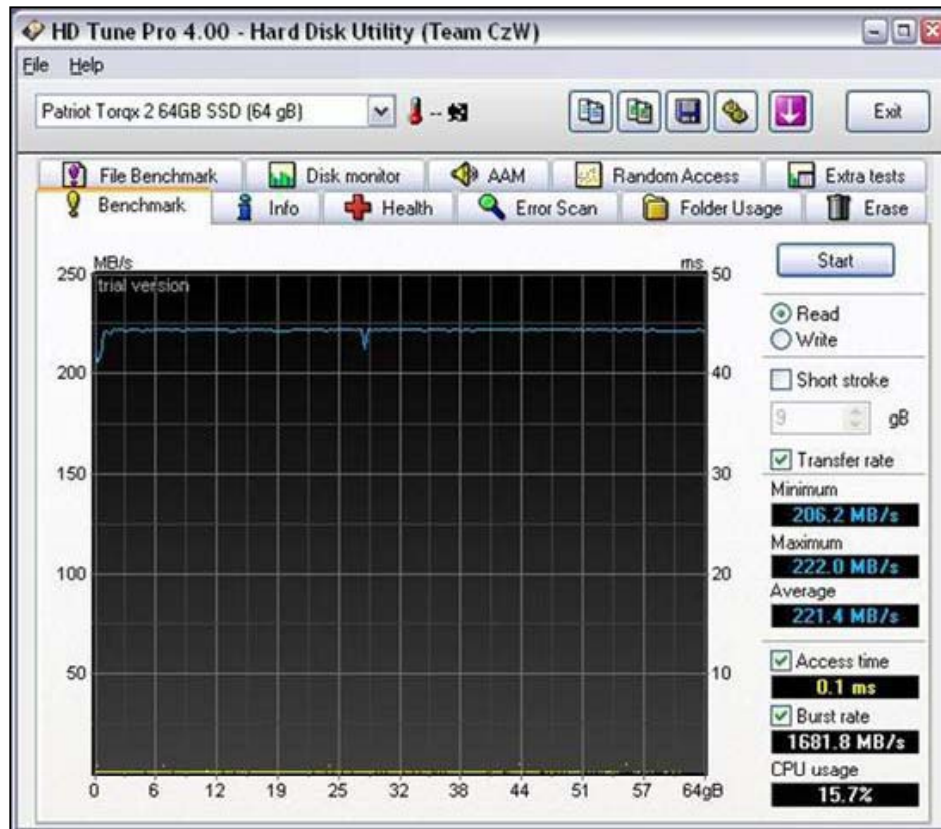 HD Tune Pro 4.00 - Hard Disk Utility (Team CzW)
File Help
Patriot Torqx 2 64GB SSD (64 gB)
--
Exit
File Benchmark Disk monitor AAM Random Access Extra tests
Benchmark Info Health Error Scan Folder Usage Erase
MB/s ms
trial version
250 50
200 40
150 30
100 20
50 10
0 6 12 19 25 32 38 44 51 57 64gB
Start
Read
Write
Short stroke
9 gB
Transfer rate
Minimum
206.2 MB/s
Maximum
222.0 MB/s
Average
221.4 MB/s
Access time
0.1 ms
Burst rate
1681.8 MB/s
CPU usage
15.7%